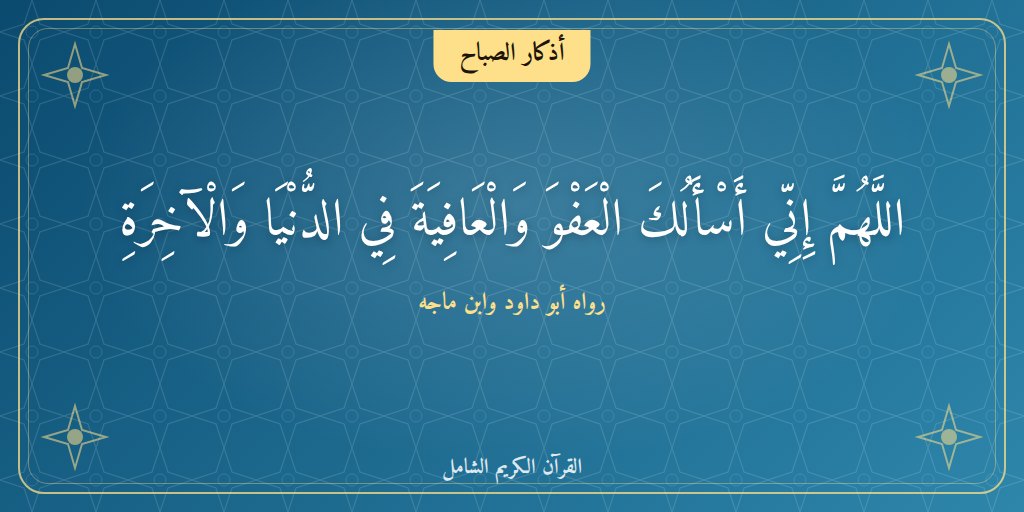 أذكار الصباح
اللَّهُمَّ إِنِّي أَسْأَلُكَ الْعَفْوَ وَالْعَافِيَةَ فِي الدُّنْيَا وَالْآخِرَةِ
رواه أبو داود وابن ماجه
القرآن الكريم الشامل